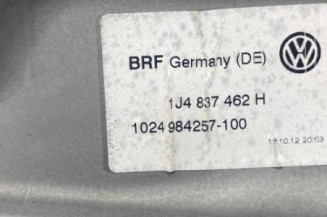 BRF Germany (DE)
1J4 837 462 H
1024 984257-100